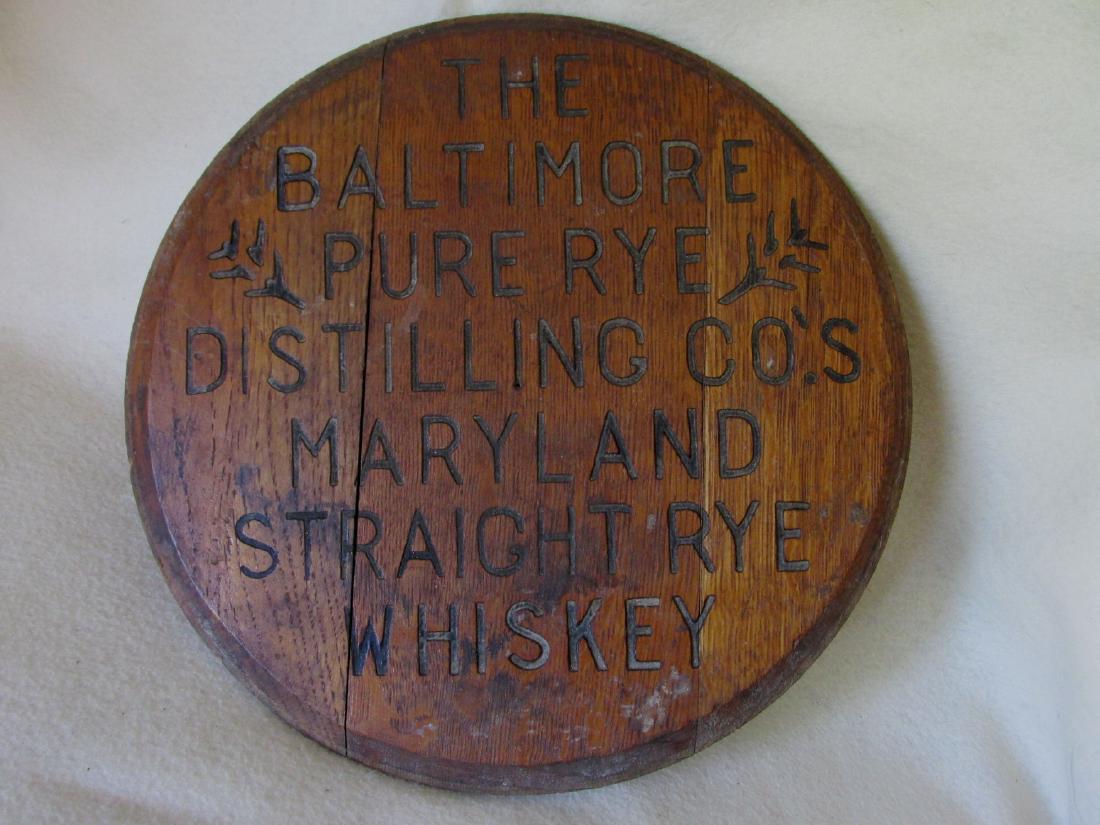 THE
BALTIMORE
PURE RYE
DISTILLING CO.'S
MARYLAND
STRAIGHT RYE
WHISKEY